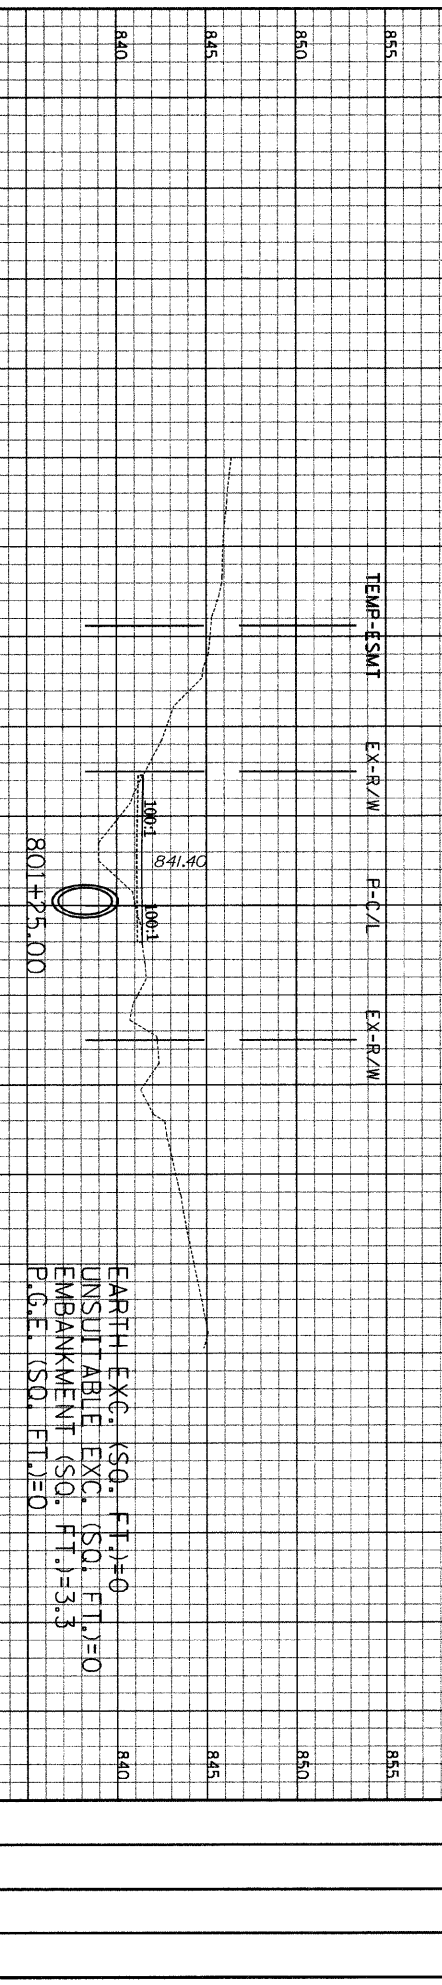 855
850
845
840
TEMP-ESMT
EX-R/W
P-C/L
EX-R/W
841.40
100:1
100:1
801+25.00
EARTH EXC. (SQ. FT.)=0
UNSUITABLE EXC. (SQ. FT.)=0
EMBANKMENT (SQ. FT.)=3.3
P.G.E. (SQ. FT.)=0
855
850
845
840